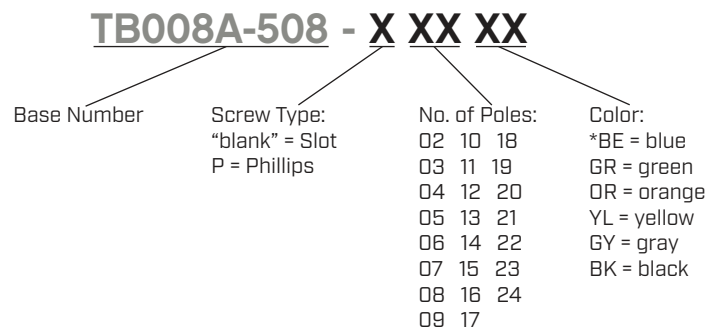 TB008A-508 - X XX XX
Base Number
Screw Type:
"blank" = Slot
P = Phillips
No. of Poles:
02 10 18
03 11 19
04 12 20
05 13 21
06 14 22
07 15 23
08 16 24
09 17
Color:
*BE = blue
GR = green
OR = orange
YL = yellow
GY = gray
BK = black